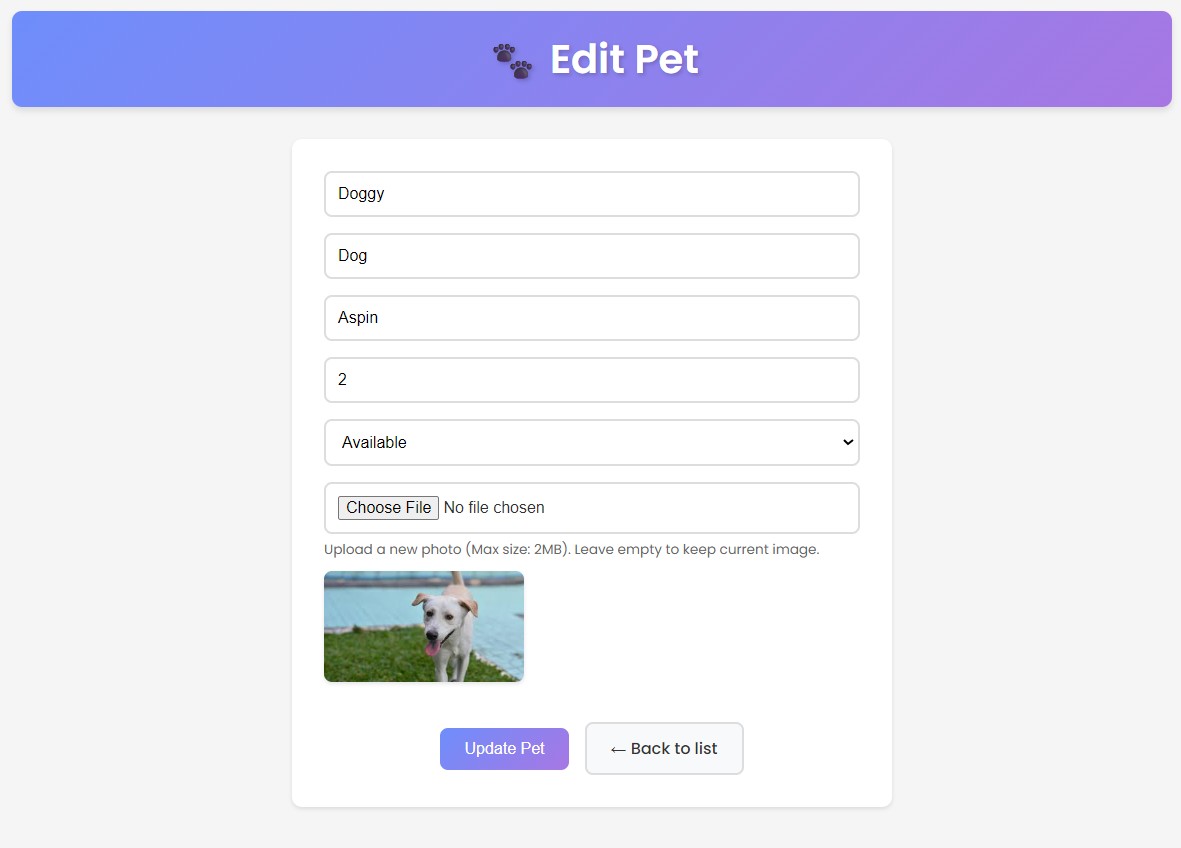 🐾 Edit Pet
Doggy
Dog
Aspin
2
Available
Choose File No file chosen
Upload a new photo (Max size: 2MB). Leave empty to keep current image.
Update Pet ← Back to list